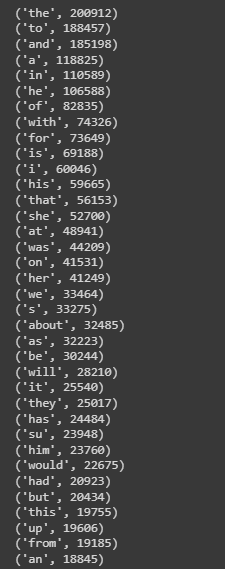 ('the', 200912)
('to', 188457)
('and', 185198)
('a', 118825)
('in', 110589)
('he', 106588)
('of', 82835)
('with', 74326)
('for', 73649)
('is', 69188)
('i', 60046)
('his', 59665)
('that', 56153)
('she', 52700)
('at', 48941)
('was', 44209)
('on', 41531)
('her', 41249)
('we', 33464)
('s', 33275)
('about', 32485)
('as', 32223)
('be', 30244)
('will', 28210)
('it', 25540)
('they', 25017)
('has', 24484)
('su', 23948)
('him', 23760)
('would', 22675)
('had', 20923)
('but', 20434)
('this', 19755)
('up', 19606)
('from', 19185)
('an', 18845)